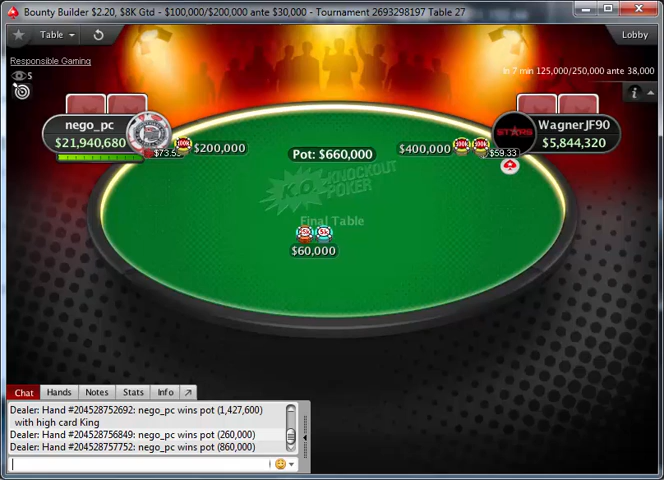 Bounty Builder $2.20, $8K Gtd - $100,000/$200,000 ante $30,000 - Tournament 2693298197 Table 27
Table
Lobby
Responsible Gaming
5
In 7 min 125,000/250,000 ante 38,000
nego_pc
$21,940,680
$200,000
Pot: $660,000
$400,000
STARS
WagnerJF90
$5,844,320
$59.33
K.O. KNOCKOUT POKER
Final Table
$60,000
Chat Hands Notes Stats Info
Dealer: Hand #204528752692: nego_pc wins pot (1,427,600)
with high card King
Dealer: Hand #204528756849: nego_pc wins pot (260,000)
Dealer: Hand #204528757752: nego_pc wins pot (860,000)